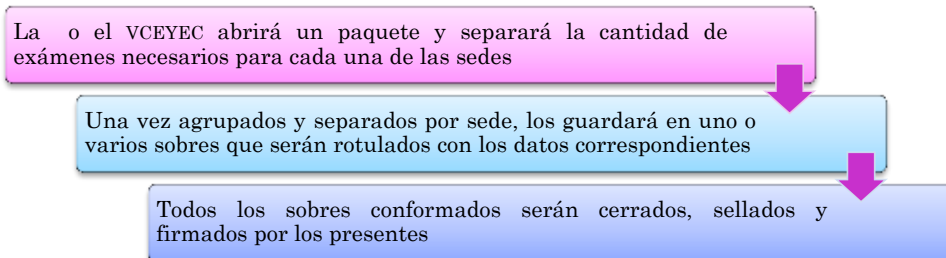 La o el VCEYEC abrirá un paquete y separará la cantidad de
exámenes necesarios para cada una de las sedes
Una vez agrupados y separados por sede, los guardará en uno o
varios sobres que serán rotulados con los datos correspondientes
Todos los sobres conformados serán cerrados, sellados y
firmados por los presentes